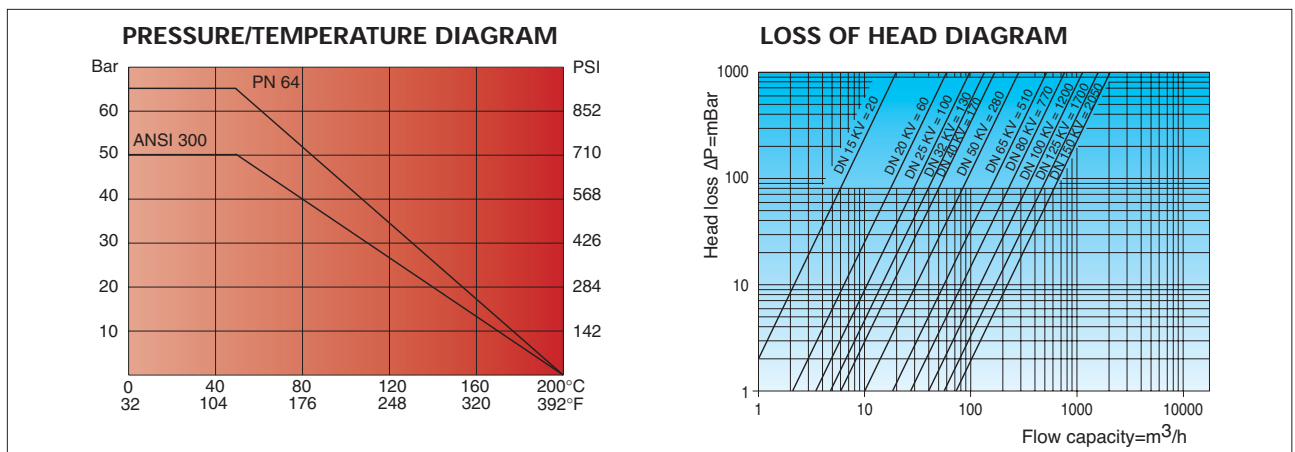 PRESSURE/TEMPERATURE DIAGRAM
Bar
PSI
PN 64
ANSI 300
60
50
40
30
20
10
852
710
568
426
284
142
0 40 80 120 160 200°C
32 104 176 248 320 392°F
LOSS OF HEAD DIAGRAM
Head loss ΔP=mBar
1000
100
10
1
DN 15 KV = 20
DN 20 KV = 60
DN 25 KV = 100
DN 32 KV = 130
DN 40 KV = 170
DN 50 KV = 280
DN 65 KV = 510
DN 80 KV = 770
DN 100 KV = 1200
DN 125 KV = 1700
DN 150 KV = 2050
1 10 100 1000 10000
Flow capacity=m³/h